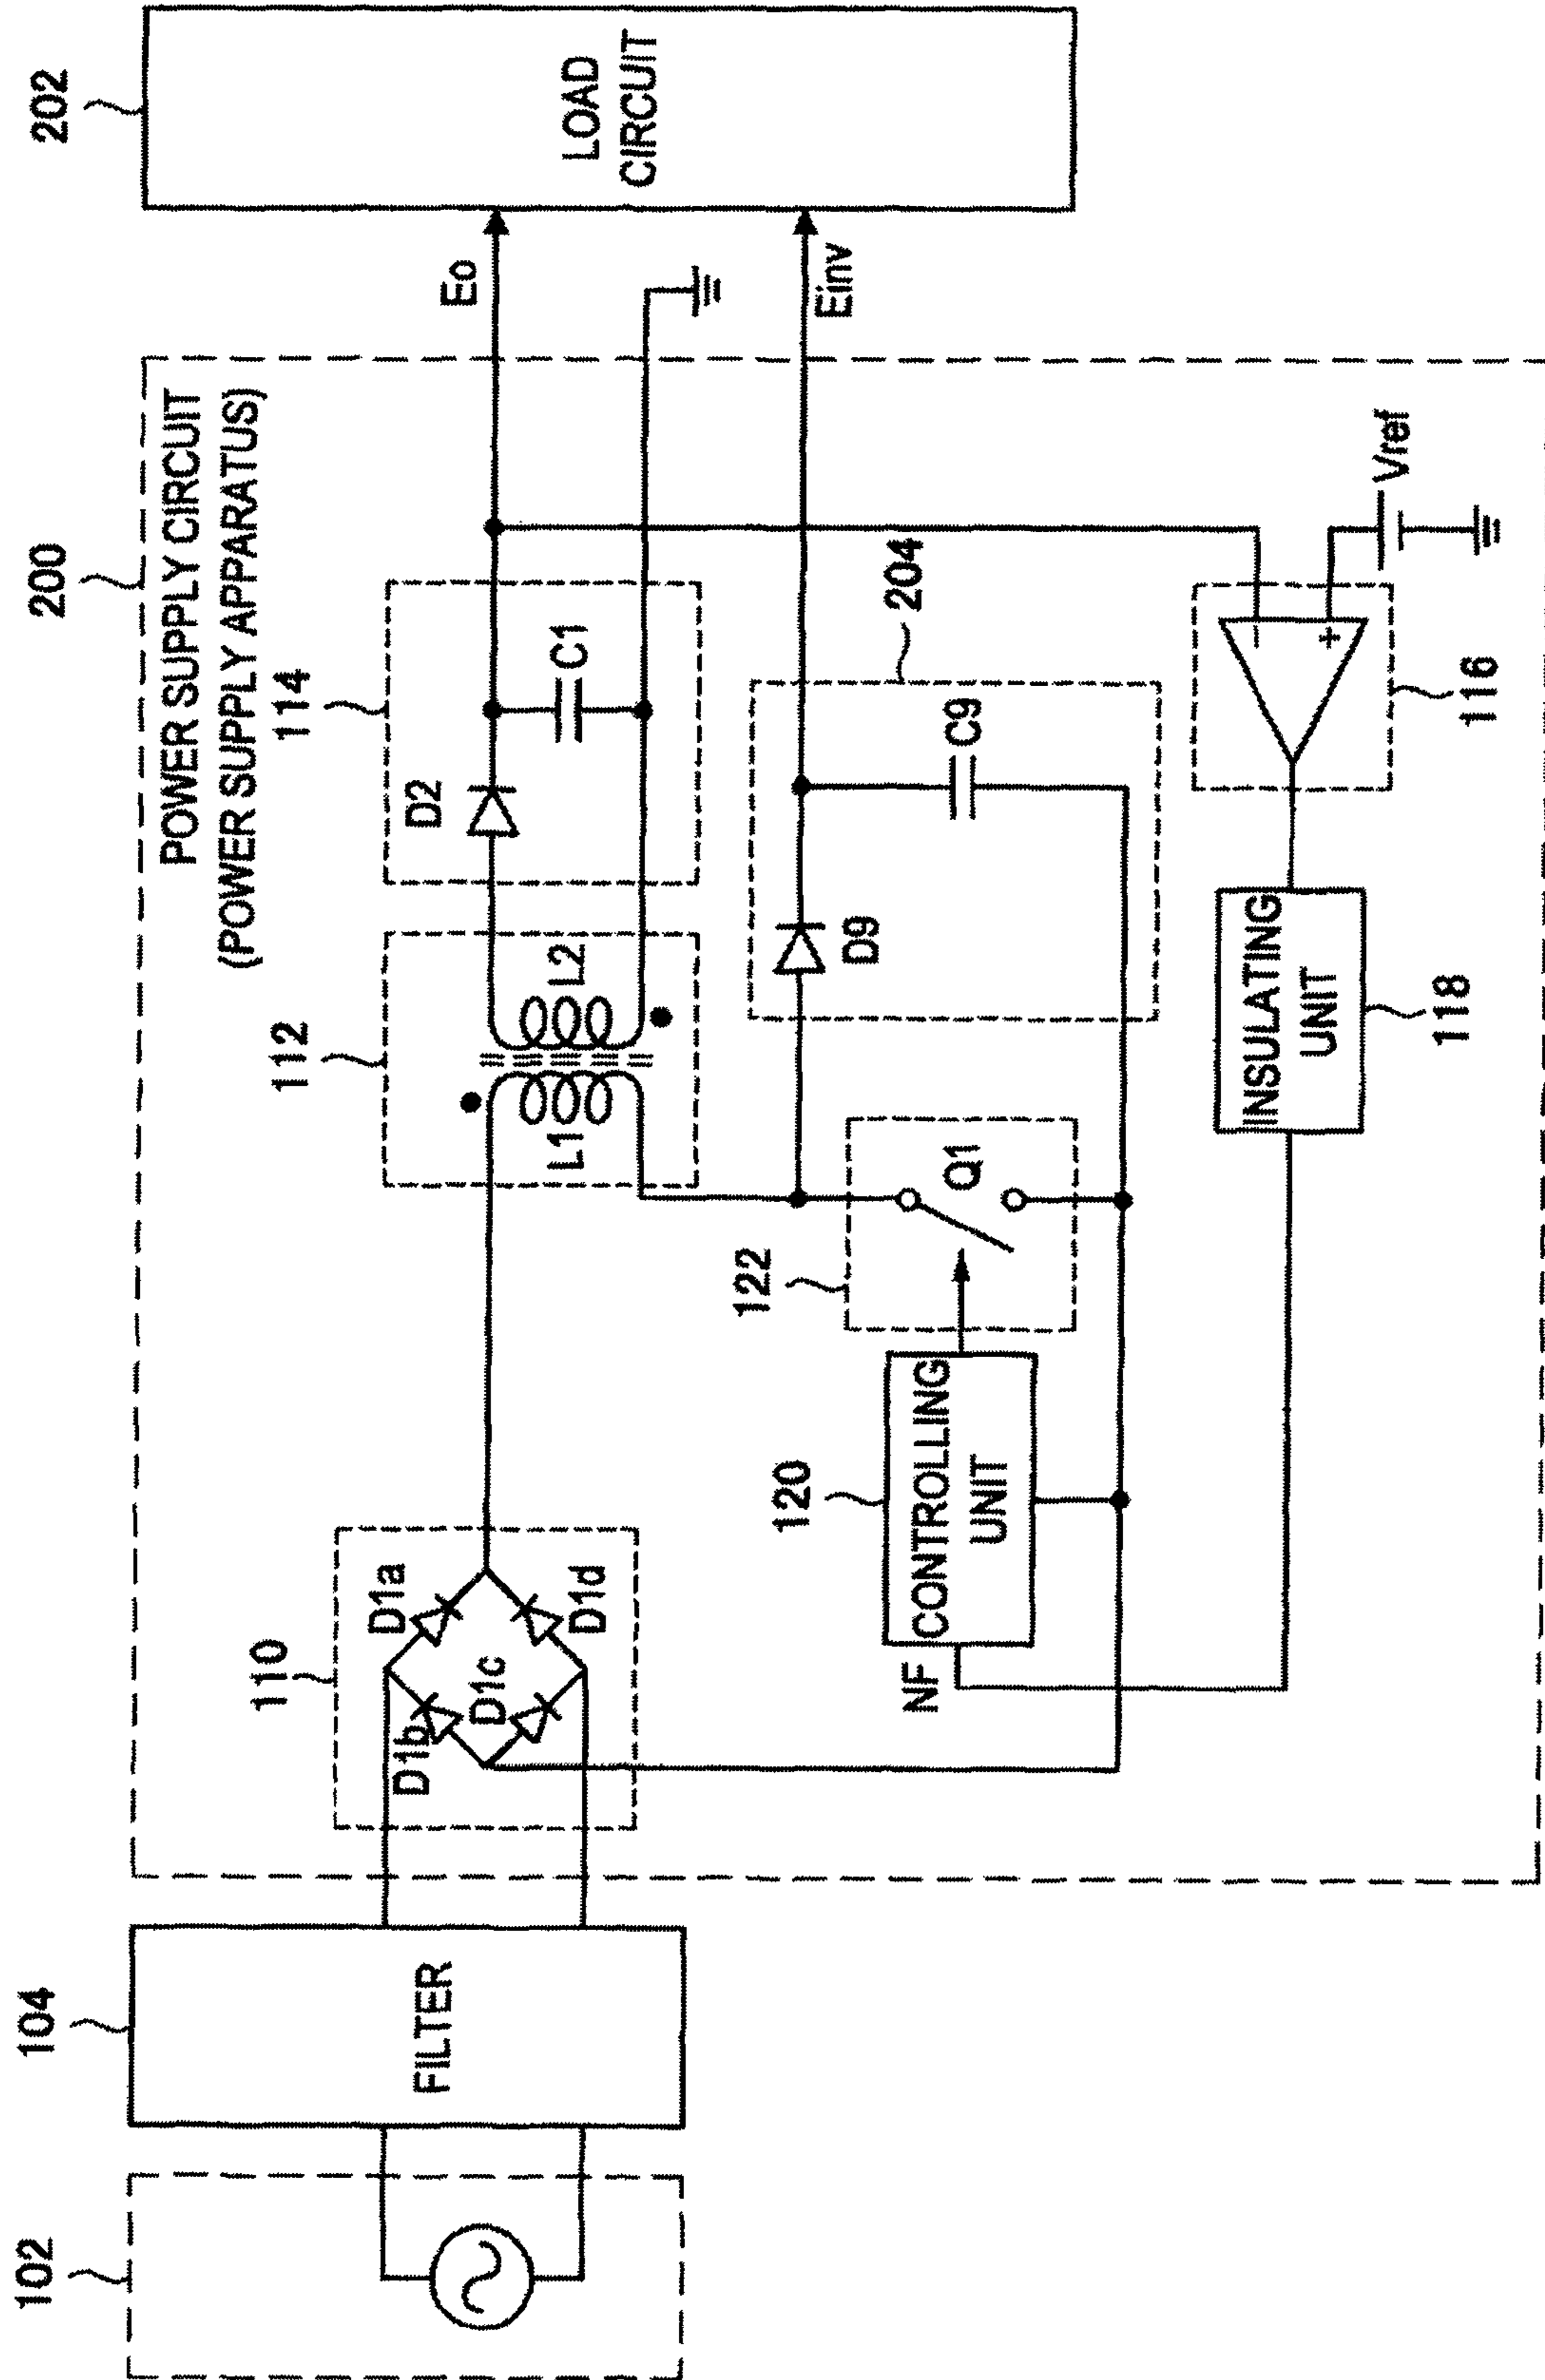 200
POWER SUPPLY CIRCUIT
(POWER SUPPLY APPARATUS)
102
104
FILTER
110
D1a
D1b
D1c
D1d
112
L1
L2
114
D2
C1
Eo
202
LOAD
CIRCUIT
Einv
204
D9
C9
122
Q1
120
CONTROLLING
UNIT
NF
INSULATING
UNIT
118
116
−
+
Vref